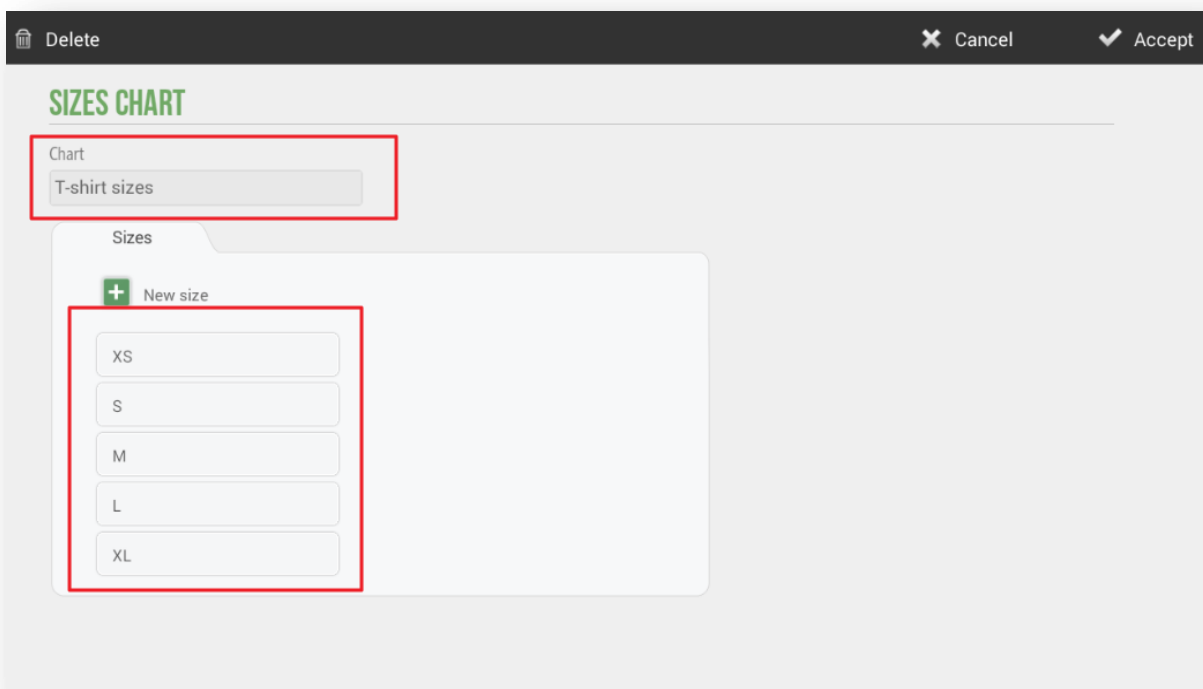 Delete
Cancel
Accept
SIZES CHART
Chart
T-shirt sizes
Sizes
New size
XS
S
M
L
XL